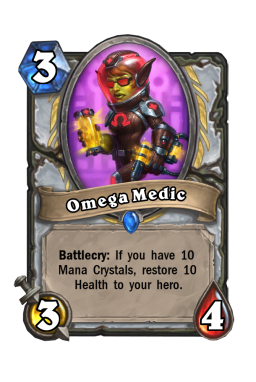 3
Omega Medic
Battlecry: If you have 10
Mana Crystals, restore 10
Health to your hero.
3
4